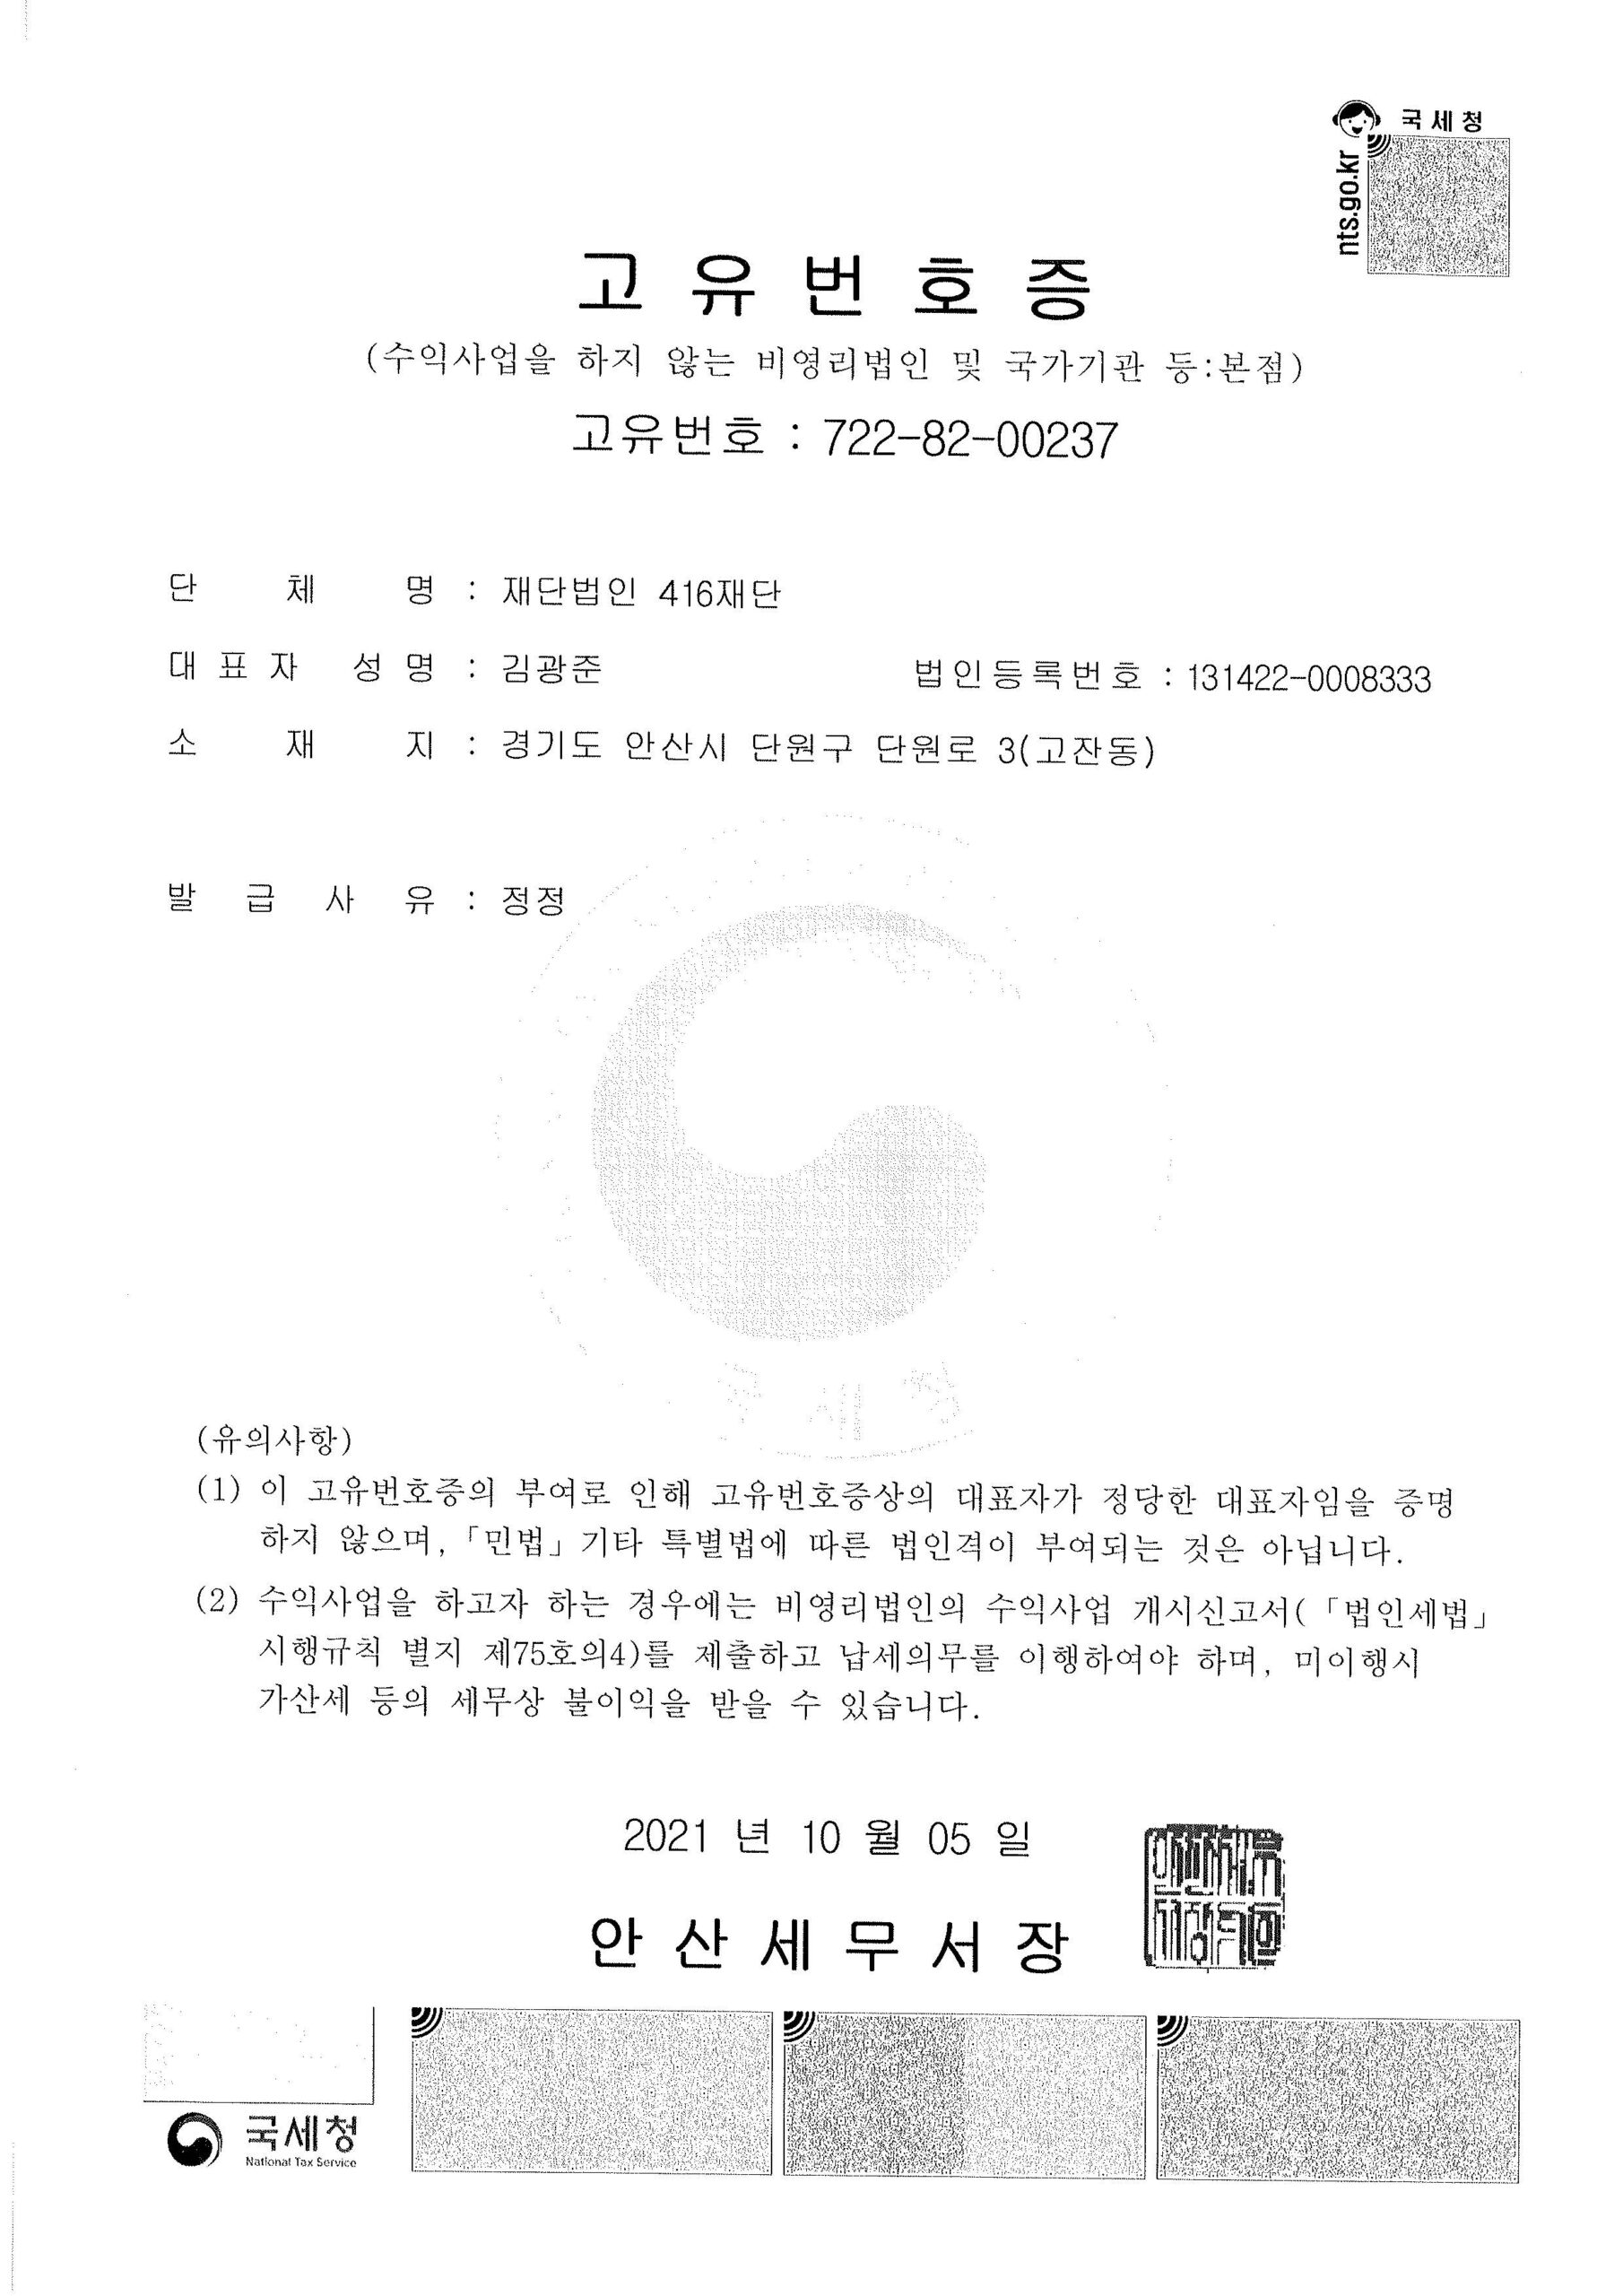 국세청
nts.go.kr
고유번호증
(수익사업을 하지 않는 비영리법인 및 국가기관 등:본점)
고유번호 : 722-82-00237
단 체 명 : 재단법인 416재단
대표자 성명 : 김광준 법인등록번호 : 131422-0008333
소 재 지 : 경기도 안산시 단원구 단원로 3(고잔동)
발 급 사 유 : 정정
국세청
(유의사항)
(1) 이 고유번호증의 부여로 인해 고유번호증상의 대표자가 정당한 대표자임을 증명
하지 않으며,「민법」기타 특별법에 따른 법인격이 부여되는 것은 아닙니다.
(2) 수익사업을 하고자 하는 경우에는 비영리법인의 수익사업 개시신고서(「법인세법」
시행규칙 별지 제75호의4)를 제출하고 납세의무를 이행하여야 하며, 미이행시
가산세 등의 세무상 불이익을 받을 수 있습니다.
2021 년 10 월 05 일
안산세무서장
국세청
National Tax Service